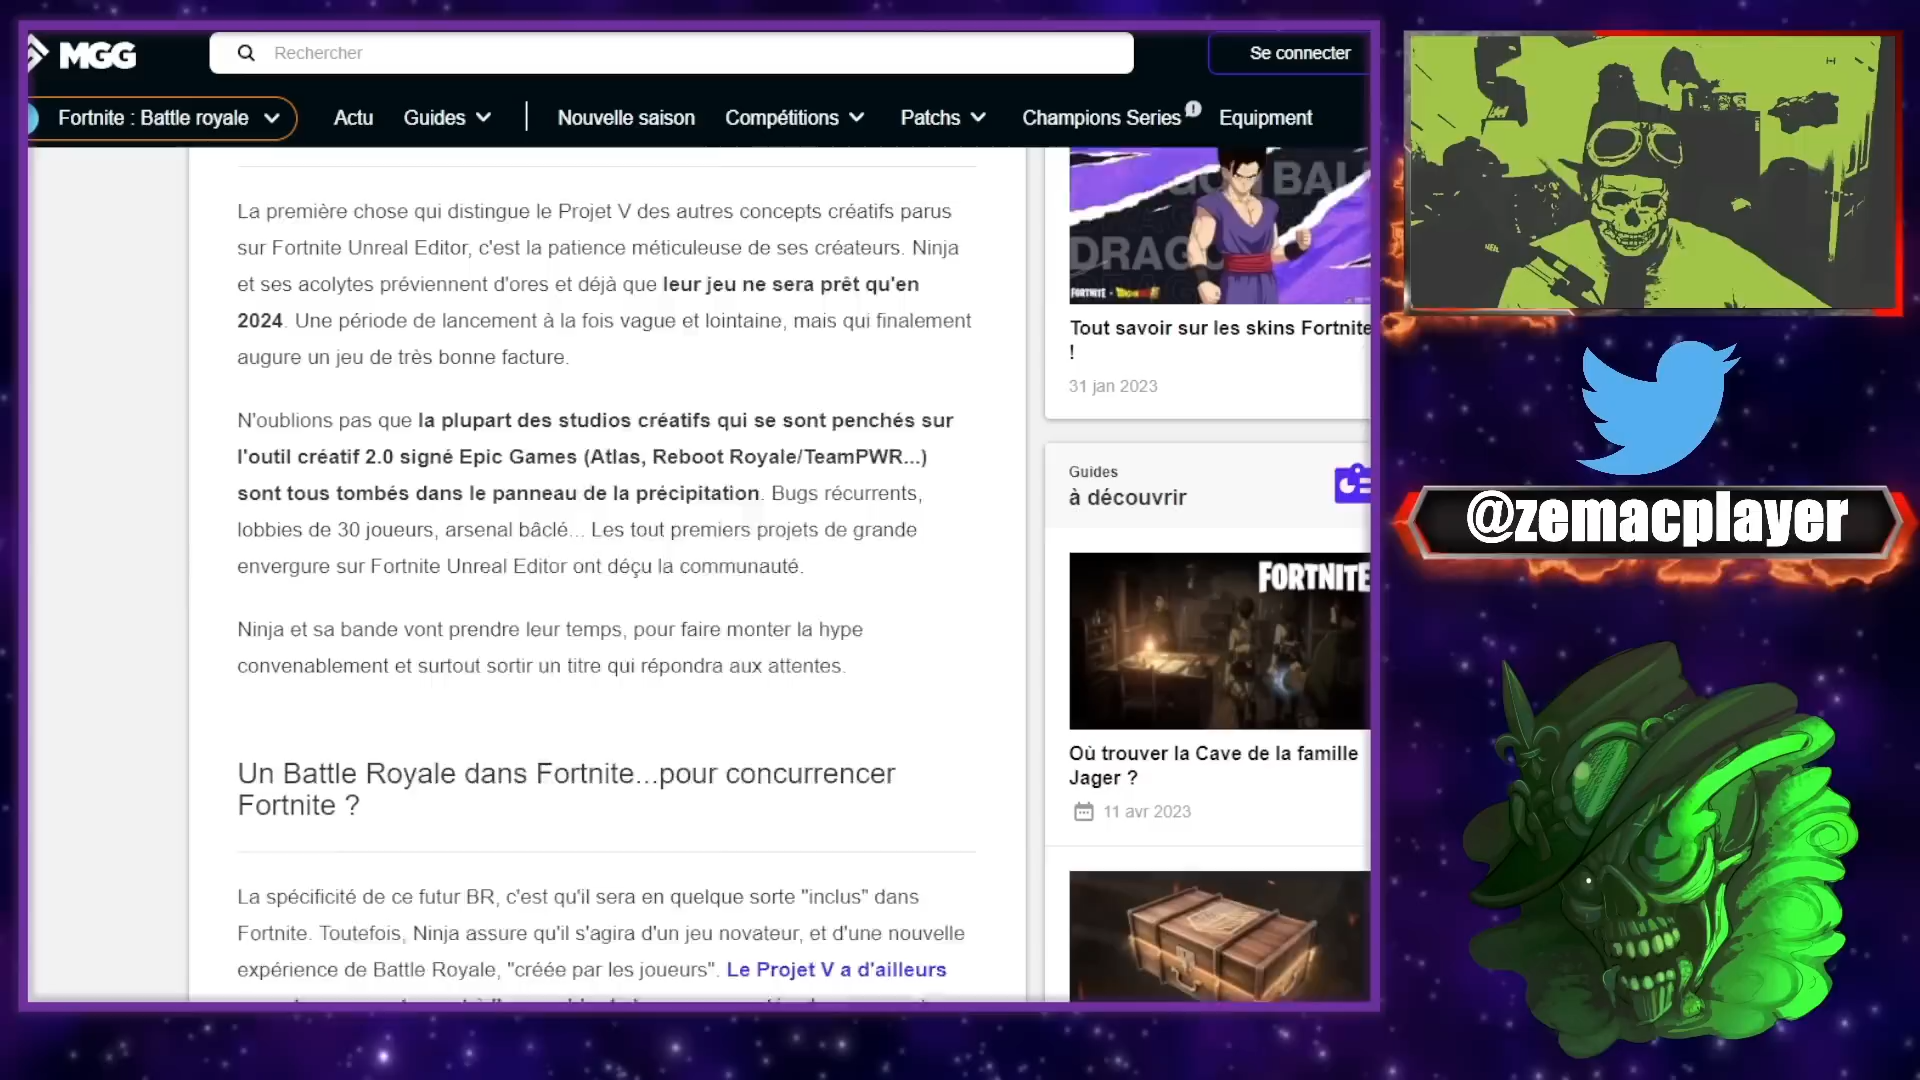 MGG
Rechercher
Se connecter
Fortnite : Battle royale
Actu
Guides
Nouvelle saison
Compétitions
Patchs
Champions Series
Equipment
La première chose qui distingue le Projet V des autres concepts créatifs parus
sur Fortnite Unreal Editor, c'est la patience méticuleuse de ses créateurs. Ninja
et ses acolytes préviennent d'ores et déjà que leur jeu ne sera prêt qu'en
2024. Une période de lancement à la fois vague et lointaine, mais qui finalement
augure un jeu de très bonne facture.
N'oublions pas que la plupart des studios créatifs qui se sont penchés sur
l'outil créatif 2.0 signé Epic Games (Atlas, Reboot Royale/TeamPWR...)
sont tous tombés dans le panneau de la précipitation. Bugs récurrents,
lobbies de 30 joueurs, arsenal bâclé... Les tout premiers projets de grande
envergure sur Fortnite Unreal Editor ont déçu la communauté.
Ninja et sa bande vont prendre leur temps, pour faire monter la hype
convenablement et surtout sortir un titre qui répondra aux attentes.
Un Battle Royale dans Fortnite...pour concurrencer
Fortnite ?
La spécificité de ce futur BR, c'est qu'il sera en quelque sorte "inclus" dans
Fortnite. Toutefois, Ninja assure qu'il s'agira d'un jeu novateur, et d'une nouvelle
expérience de Battle Royale, "créée par les joueurs". Le Projet V a d'ailleurs
FORTNITE
Tout savoir sur les skins Fortnite
!
31 jan 2023
Guides
à découvrir
FORTNITE
Où trouver la Cave de la famille
Jager ?
11 avr 2023
@zemacplayer